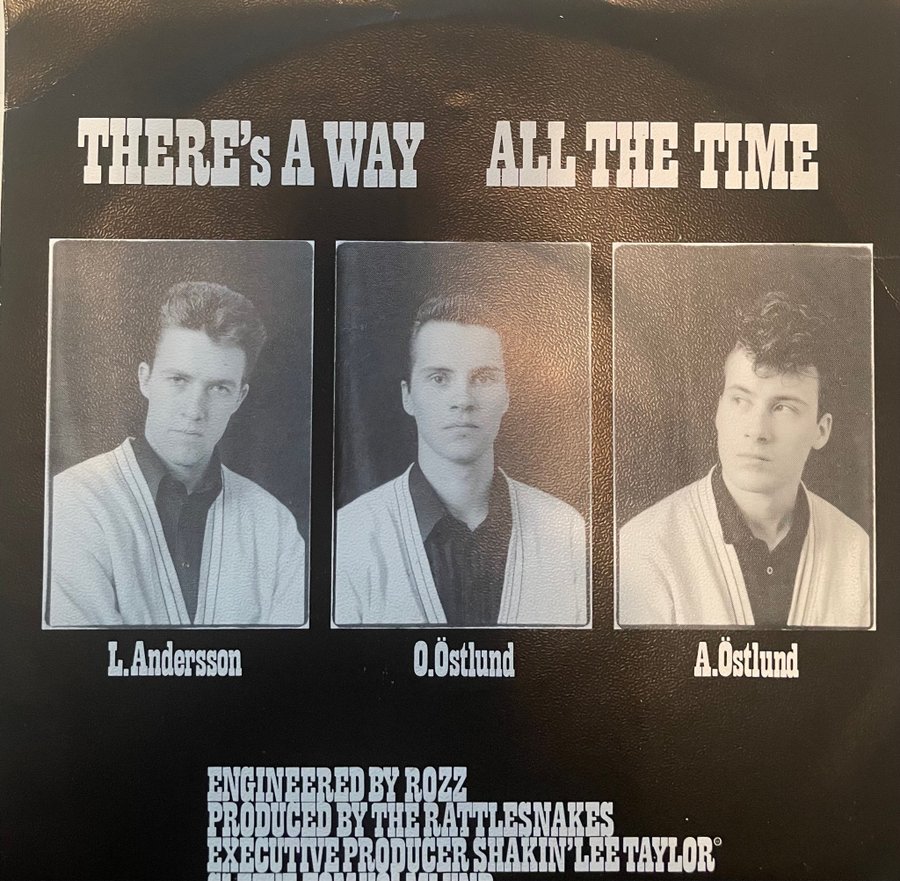 THERE's A WAY ALL THE TIME
L.Andersson O.Östlund A.Östlund
ENGINEERED BY ROZZ
PRODUCED BY THE RATTLESNAKES
EXECUTIVE PRODUCER SHAKIN' LEE TAYLOR